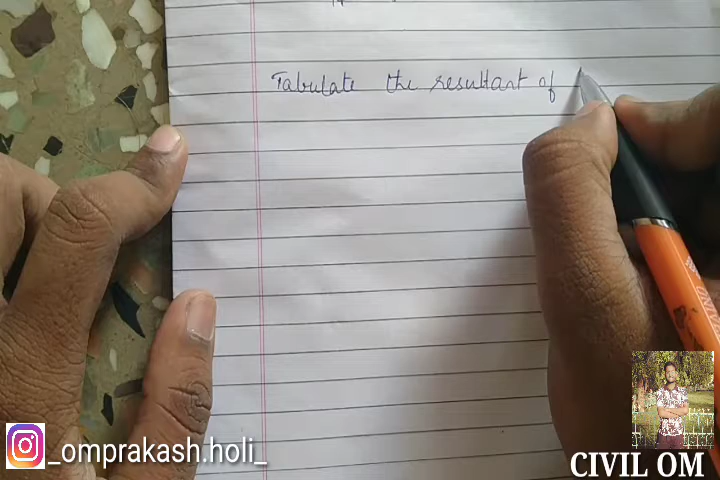 Tabulate the resultant of
_omprakash.holi_
CIVIL OM